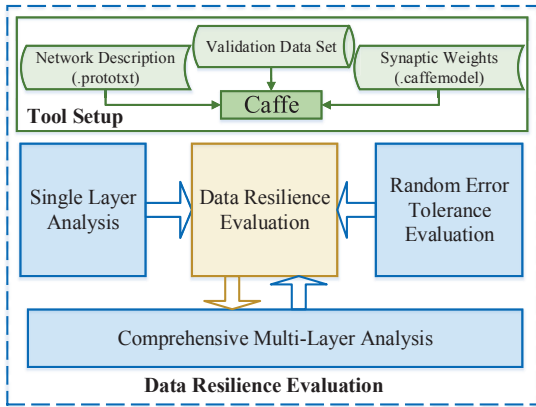 Network Description
(.prototxt)
Validation Data Set
Synaptic Weights
(.caffemodel)
Caffe
Tool Setup
Single Layer
Analysis
Data Resilience
Evaluation
Random Error
Tolerance
Evaluation
Comprehensive Multi-Layer Analysis
Data Resilience Evaluation